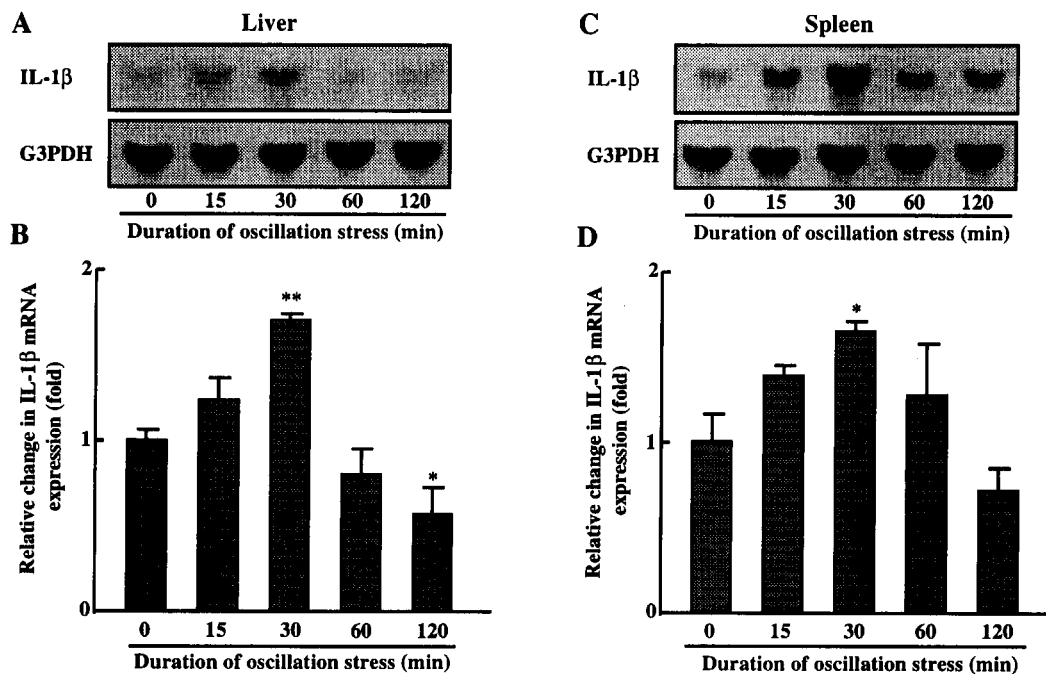 A
Liver
IL-1β
G3PDH
0 15 30 60 120
Duration of oscillation stress (min)
B
Relative change in IL-1β mRNA
expression (fold)
2
**
1
*
0
0 15 30 60 120
Duration of oscillation stress (min)
C
Spleen
IL-1β
G3PDH
0 15 30 60 120
Duration of oscillation stress (min)
D
Relative change in IL-1β mRNA
expression (fold)
2
*
1
0
0 15 30 60 120
Duration of oscillation stress (min)